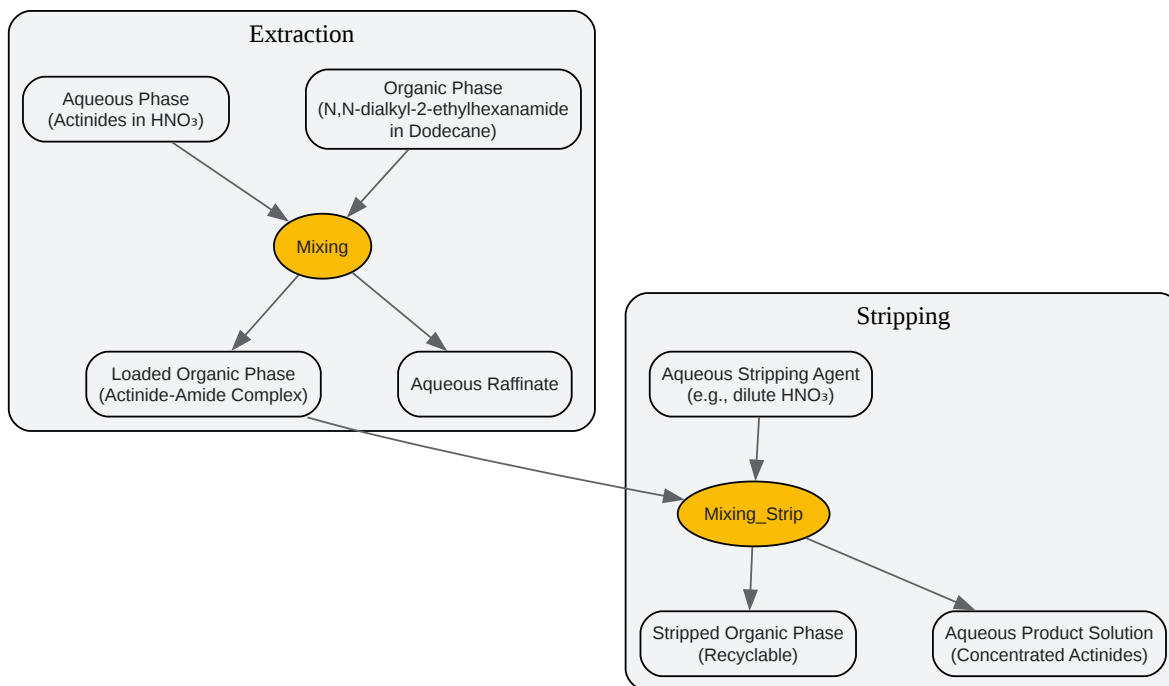 Extraction
Aqueous Phase
(Actinides in HNO₃)
Organic Phase
(N,N-dialkyl-2-ethylhexanamide
in Dodecane)
Mixing
Loaded Organic Phase
(Actinide-Amide Complex)
Aqueous Raffinate
Stripping
Aqueous Stripping Agent
(e.g., dilute HNO₃)
Mixing_Strip
Stripped Organic Phase
(Recyclable)
Aqueous Product Solution
(Concentrated Actinides)